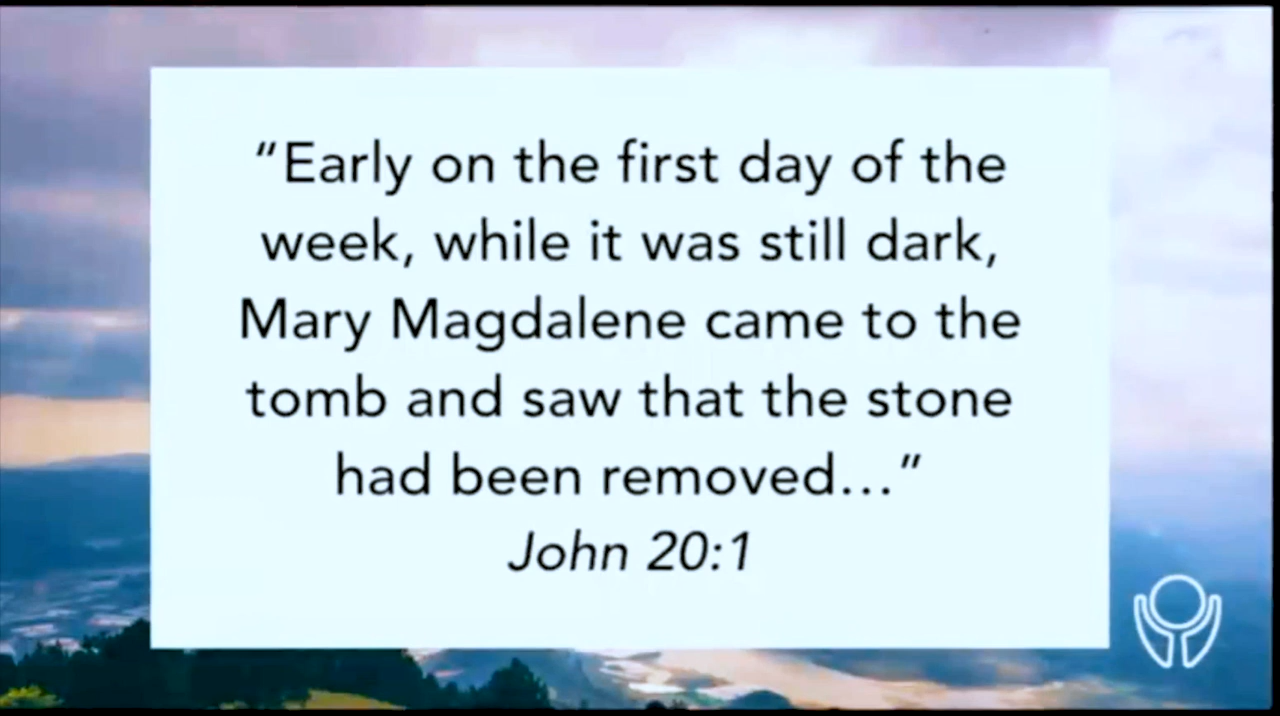 “Early on the first day of the
week, while it was still dark,
Mary Magdalene came to the
tomb and saw that the stone
had been removed…”
John 20:1